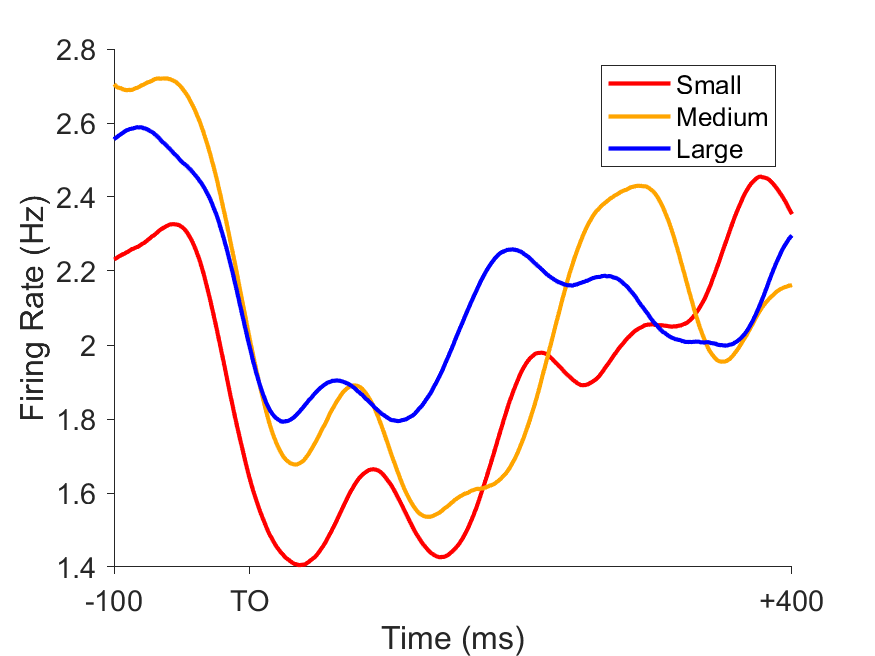 2.8
2.6
2.4
2.2
2
1.8
1.6
1.4
Firing Rate (Hz)
Small
Medium
Large
-100 TO +400
Time (ms)